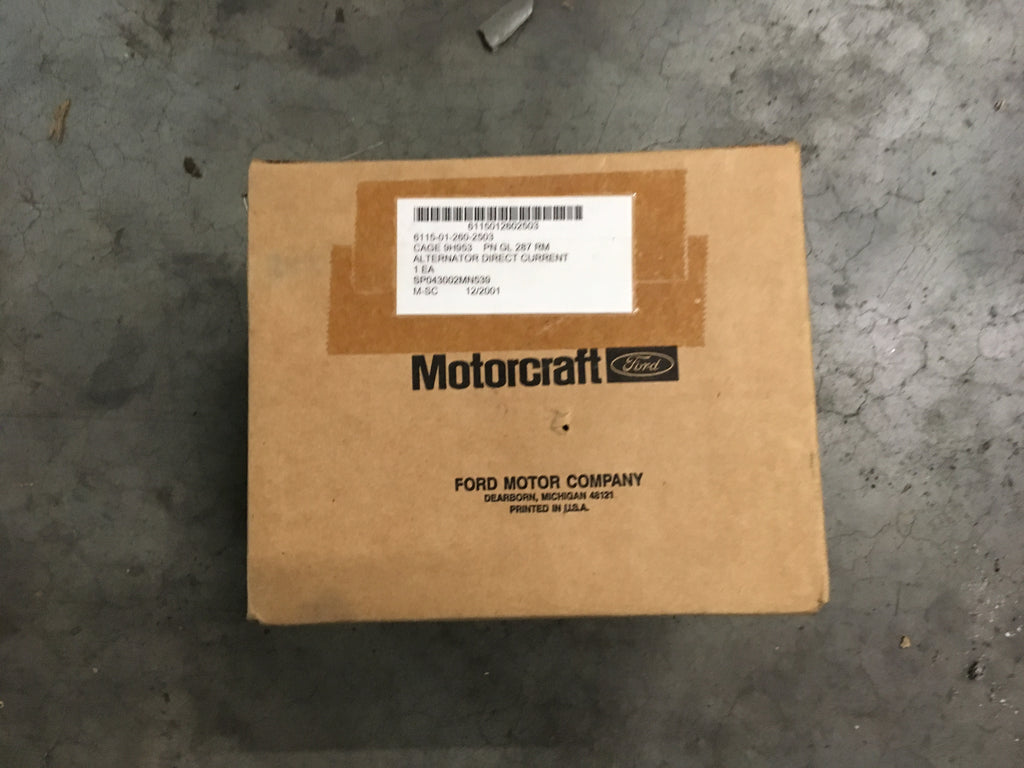 6115012602503
6115-01-260-2503
CAGE 9H953 PN GL 287 RM
ALTERNATOR DIRECT CURRENT
1 EA
SP043002MN539
M-SC 12/2001
Motorcraft Ford
FORD MOTOR COMPANY
DEARBORN, MICHIGAN 48121
PRINTED IN U.S.A.